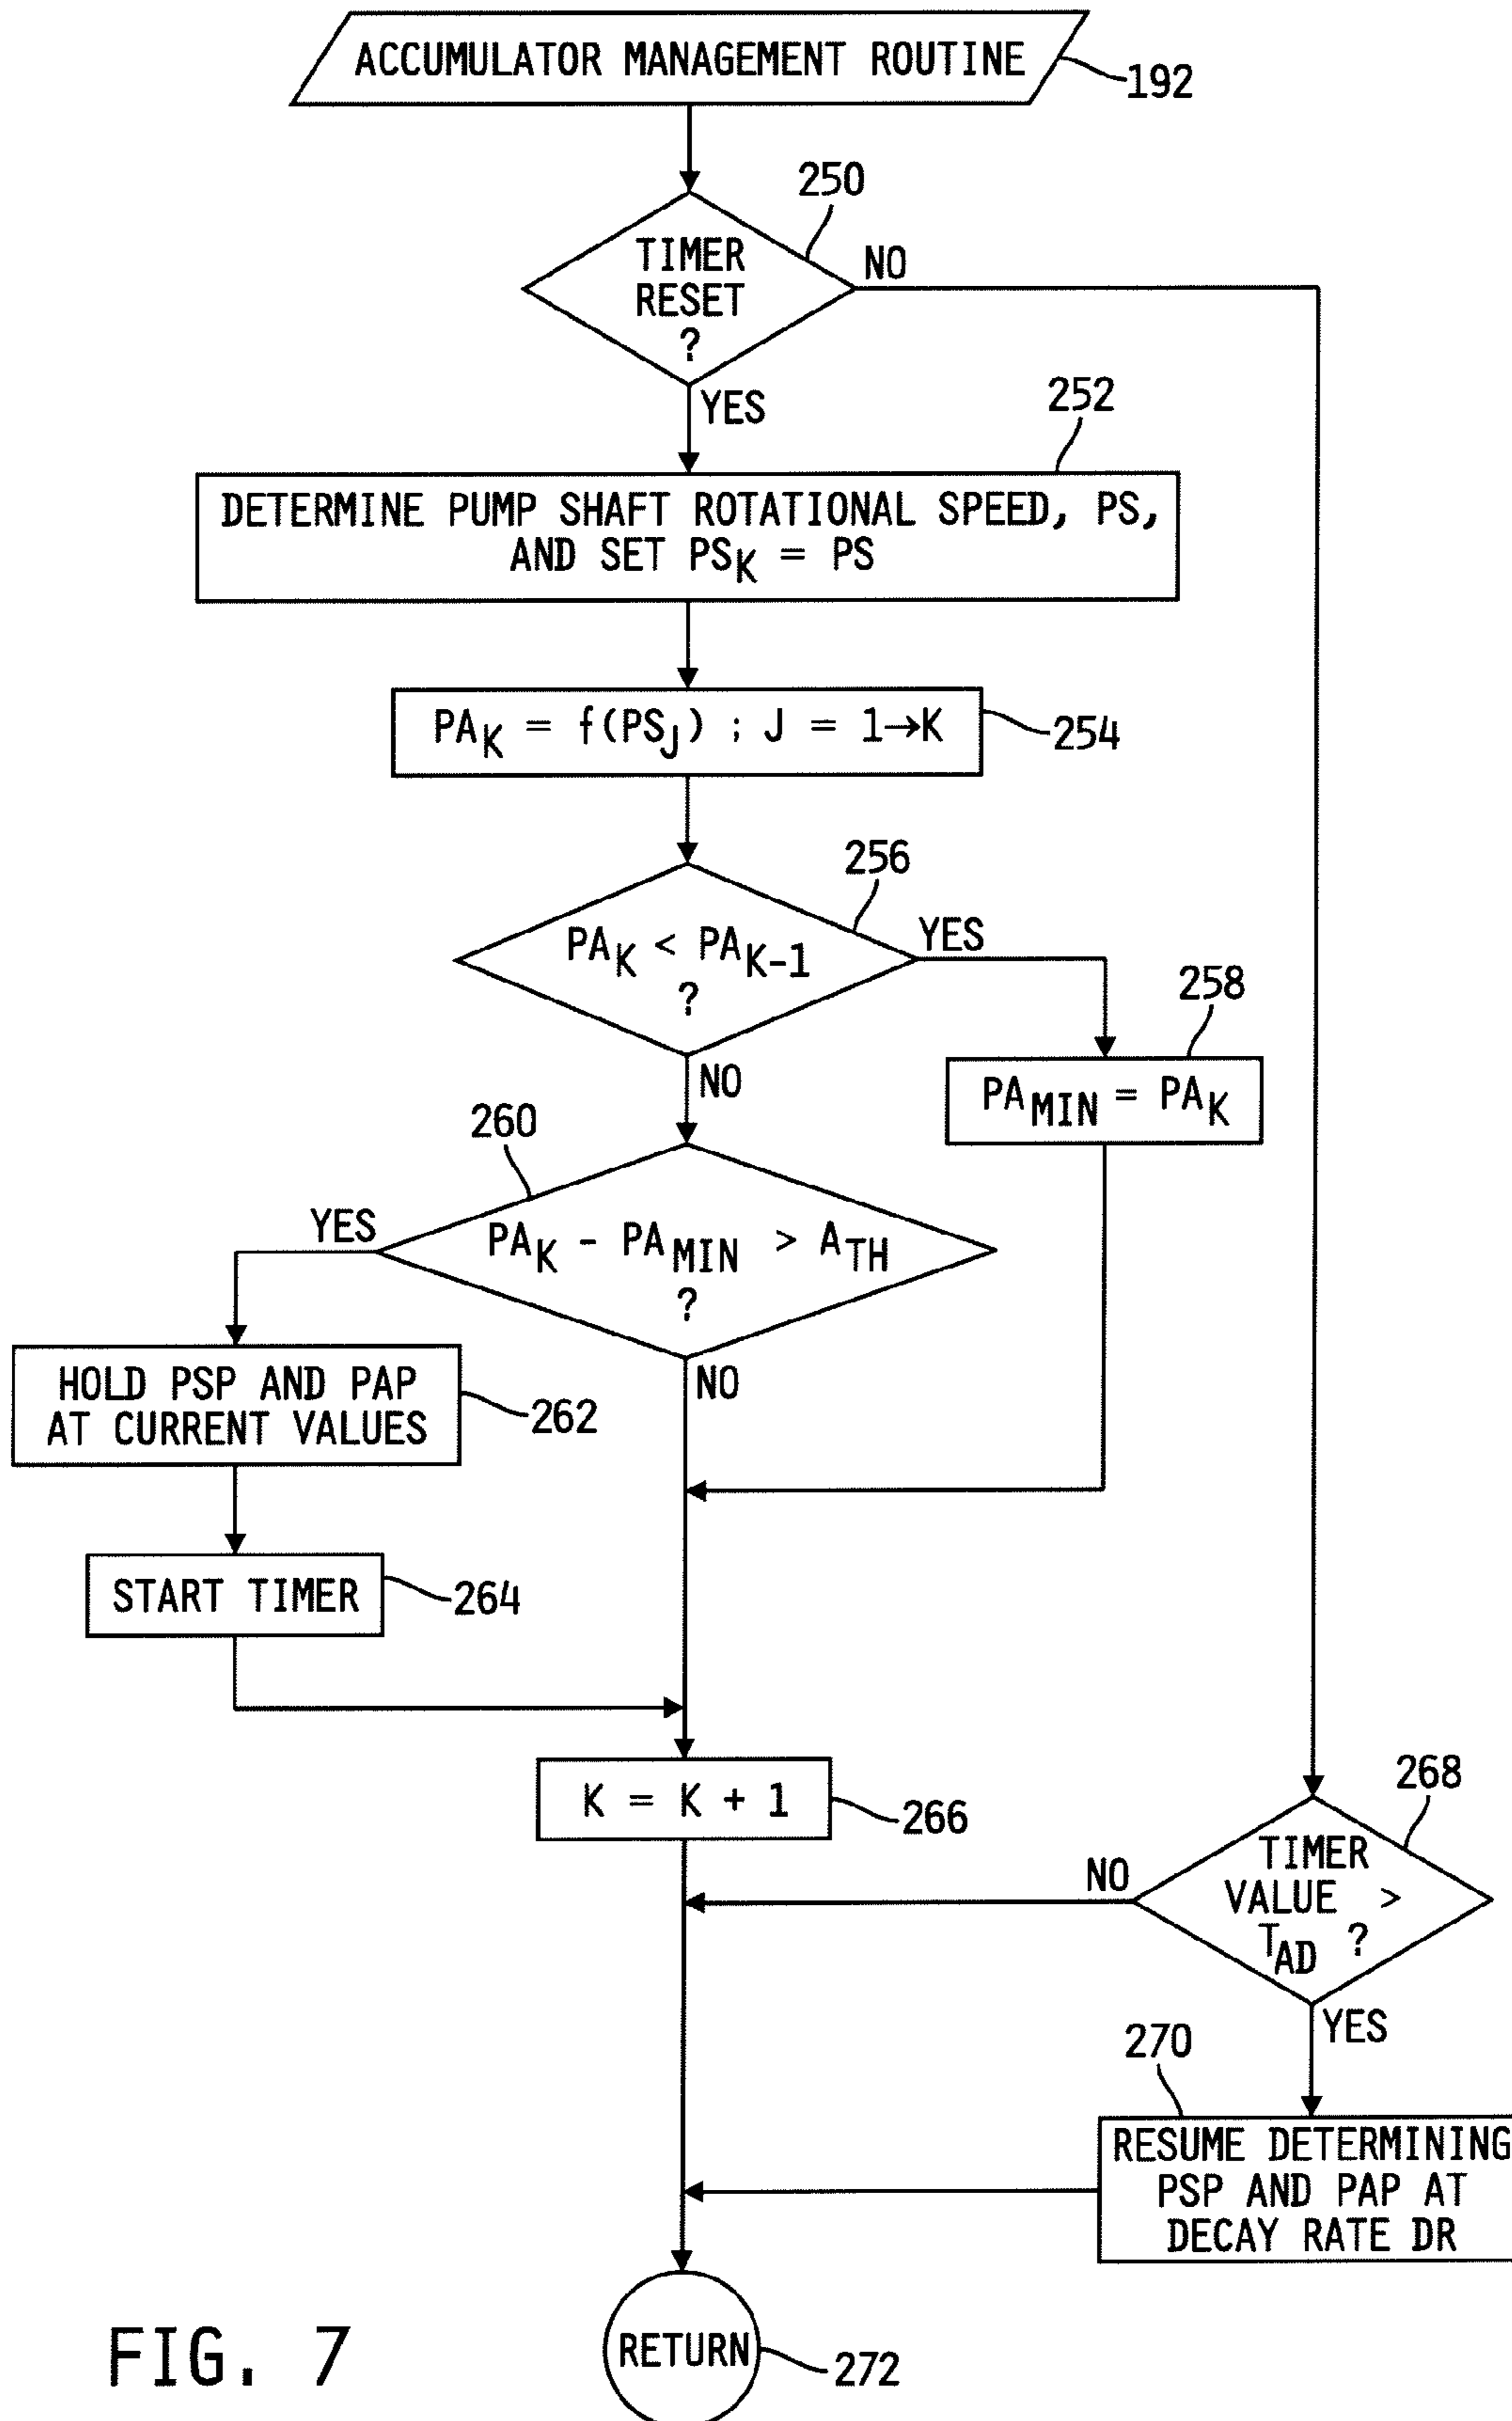 ACCUMULATOR MANAGEMENT ROUTINE
192
250
TIMER
RESET
?
NO
YES
252
DETERMINE PUMP SHAFT ROTATIONAL SPEED, PS,
AND SET PSK = PS
PAK = f(PSJ) ; J = 1→K
254
256
PAK < PAK-1
?
YES
NO
258
PAMIN = PAK
260
PAK - PAMIN > ATH
?
YES
NO
HOLD PSP AND PAP
AT CURRENT VALUES
262
START TIMER
264
K = K + 1
266
268
TIMER
VALUE >
TAD ?
NO
YES
270
RESUME DETERMINING
PSP AND PAP AT
DECAY RATE DR
RETURN
272
FIG. 7